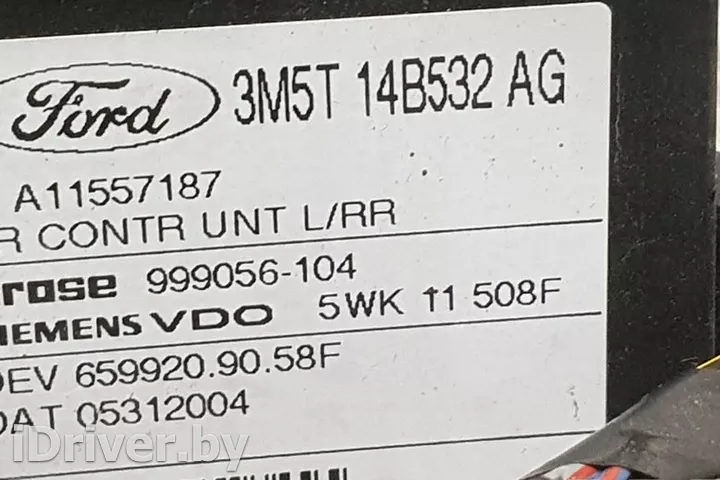 Ford 3M5T 14B532 AG
A11557187
R CONTR UNT L/RR
rose 999056-104
IEMENS VDO 5WK 11 508F
DEV 659920.90.58F
DAT 05312004
iDriver.by